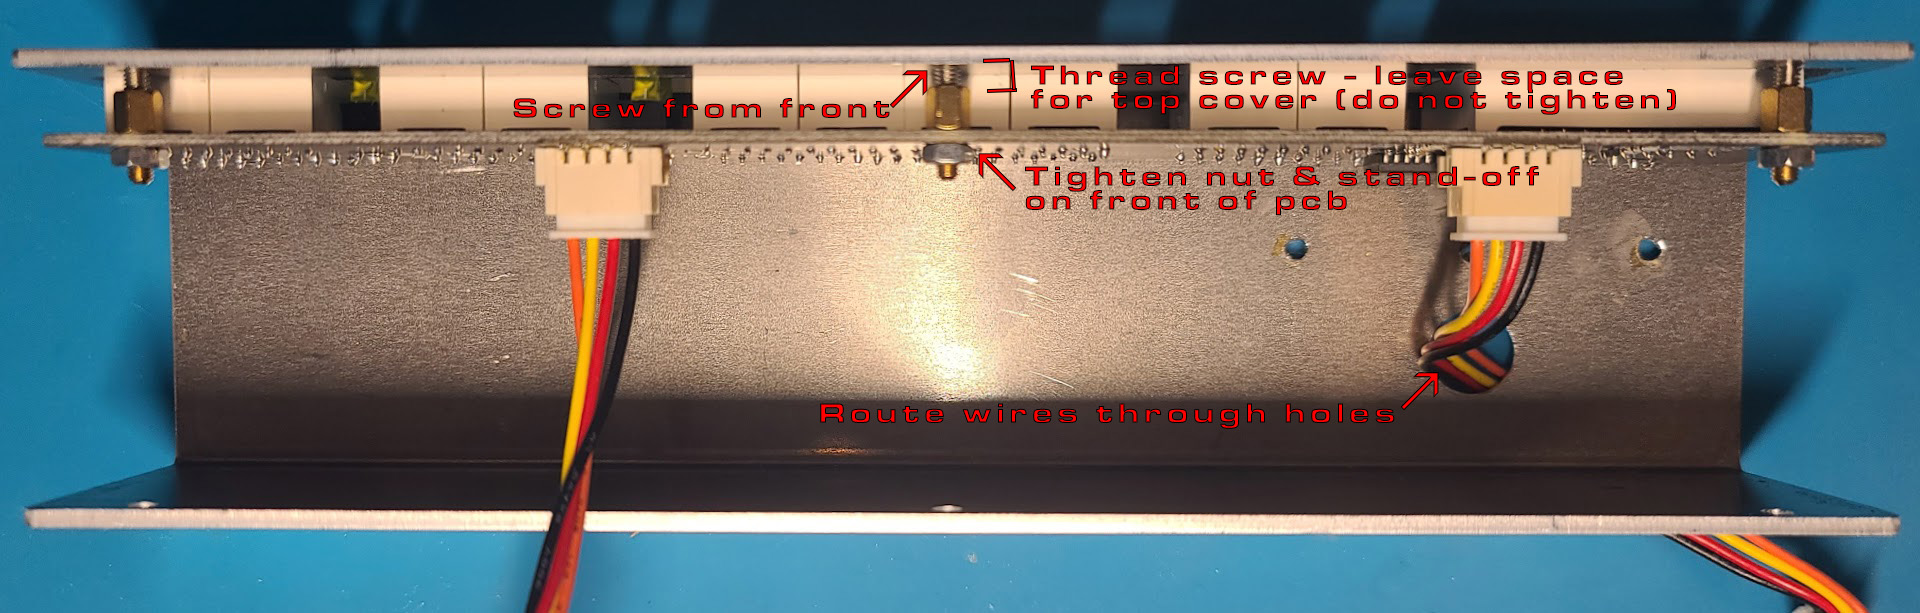 Thread screw - leave space
for top cover (do not tighten)
Screw from front
Tighten nut & stand-off
on front of pcb
Route wires through holes